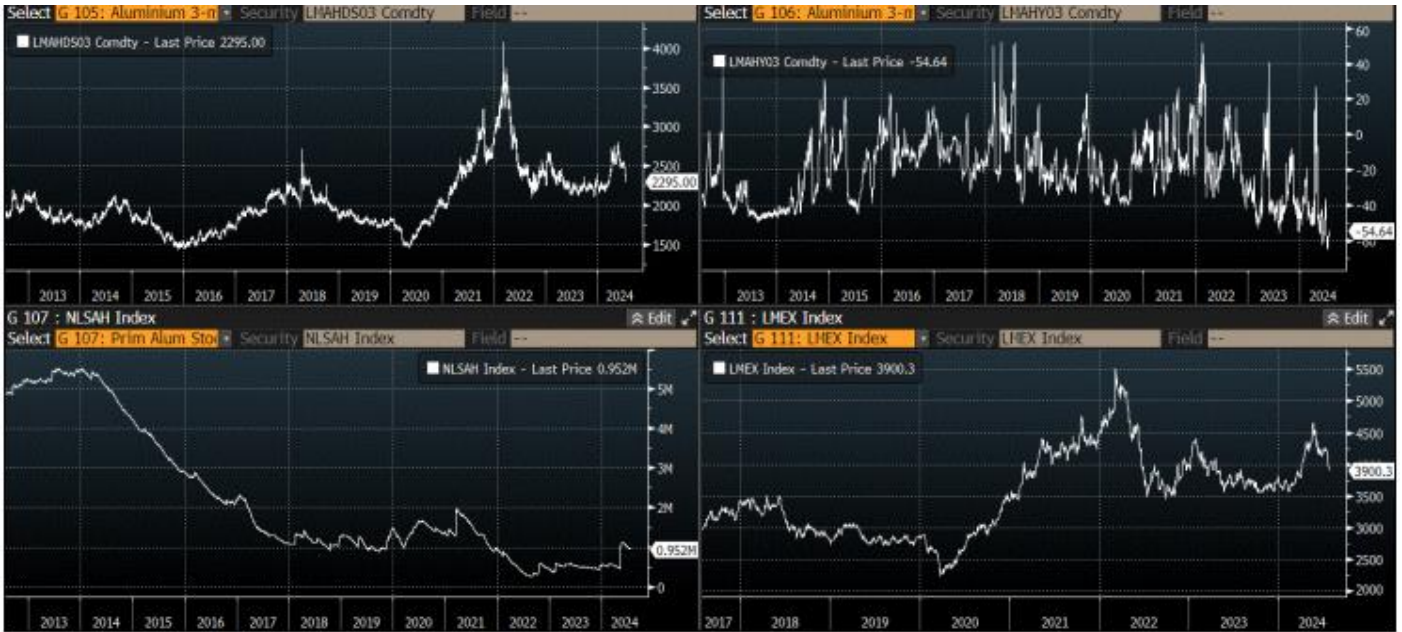 Select G 105: Aluminium 3-m Security LMAHDS03 Comdty Field --
LMAHDS03 Comdty - Last Price 2295.00
4000
3500
3000
2500
2295.00
2000
1500
2013 2014 2015 2016 2017 2018 2019 2020 2021 2022 2023 2024
Select G 106: Aluminium 3-m Security LMAHY03 Comdty Field --
LMAHY03 Comdty - Last Price -54.64
60
40
20
0
-20
-40
-54.64
-60
2013 2014 2015 2016 2017 2018 2019 2020 2021 2022 2023 2024
G 107 : NLSAH Index Edit
Select G 107: Prim Alum Sto Security NLSAH Index Field --
NLSAH Index - Last Price 0.952M
5M
4M
3M
2M
0.952M
0
2013 2014 2015 2016 2017 2018 2019 2020 2021 2022 2023 2024
G 111 : LMEX Index Edit
Select G 111: LMEX Index Security LMEX Index Field --
LMEX Index - Last Price 3900.3
5500
5000
4500
3900.3
3500
3000
2500
2000
2017 2018 2019 2020 2021 2022 2023 2024